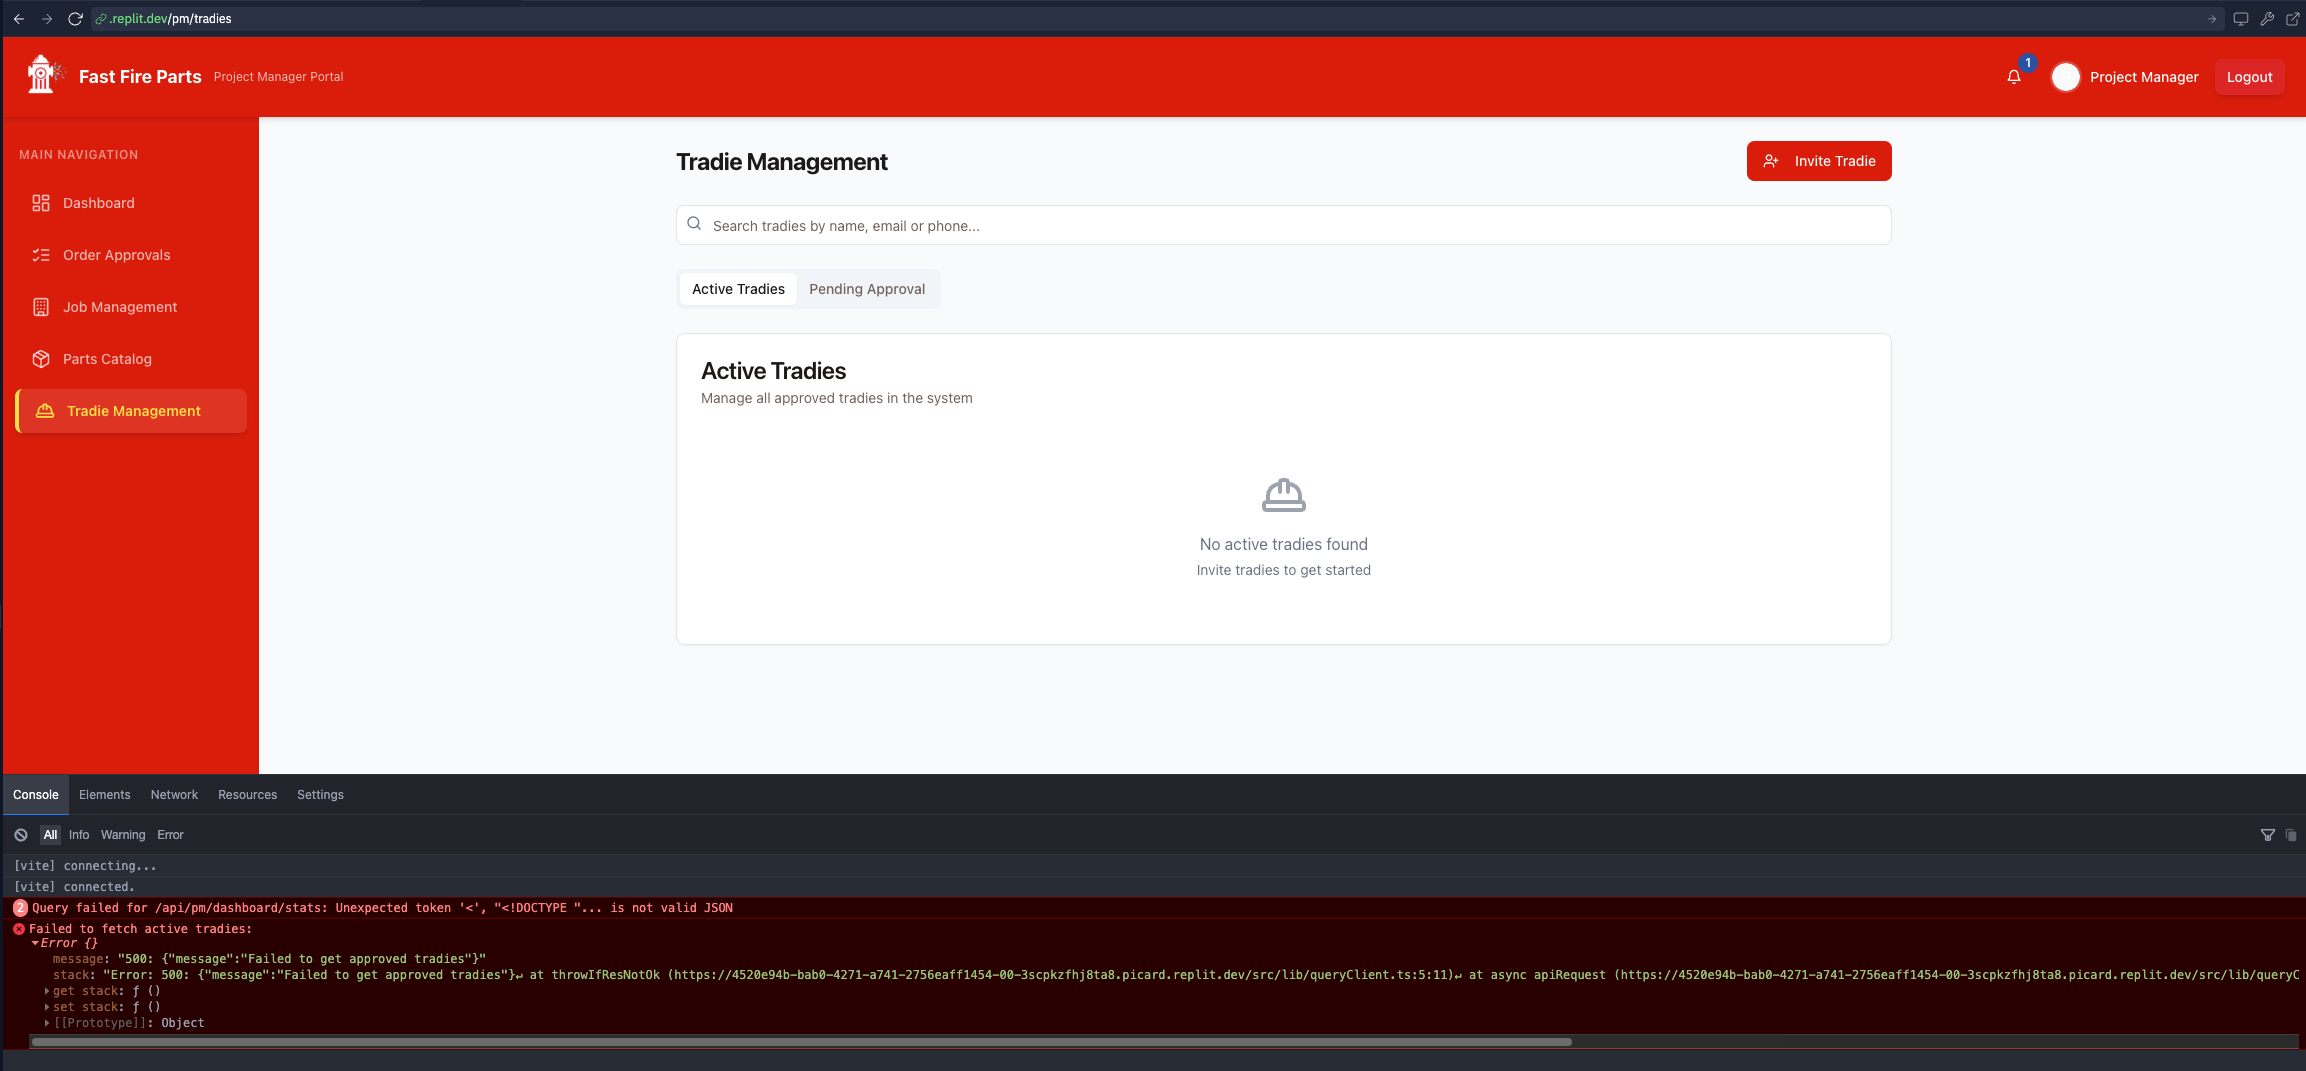 .replit.dev/pm/tradies
Fast Fire Parts
Project Manager Portal
1
Project Manager
Logout
MAIN NAVIGATION
Dashboard
Order Approvals
Job Management
Parts Catalog
Tradie Management
Tradie Management
Invite Tradie
Search tradies by name, email or phone...
Active Tradies
Pending Approval
Active Tradies
Manage all approved tradies in the system
No active tradies found
Invite tradies to get started
Console Elements Network Resources Settings
All Info Warning Error
[vite] connecting...
[vite] connected.
2 Query failed for /api/pm/dashboard/stats: Unexpected token '<', "<!DOCTYPE "... is not valid JSON
Failed to fetch active tradies:
Error {}
message: "500: {"message":"Failed to get approved tradies"}"
stack: "Error: 500: {"message":"Failed to get approved tradies"}↵ at throwIfResNotOk (https://4520e94b-bab0-4271-a741-2756eaff1454-00-3scpkzfhj8ta8.picard.replit.dev/src/lib/queryClient.ts:5:11)↵ at async apiRequest (https://4520e94b-bab0-4271-a741-2756eaff1454-00-3scpkzfhj8ta8.picard.replit.dev/src/lib/queryC
get stack: ƒ ()
set stack: ƒ ()
[[Prototype]]: Object